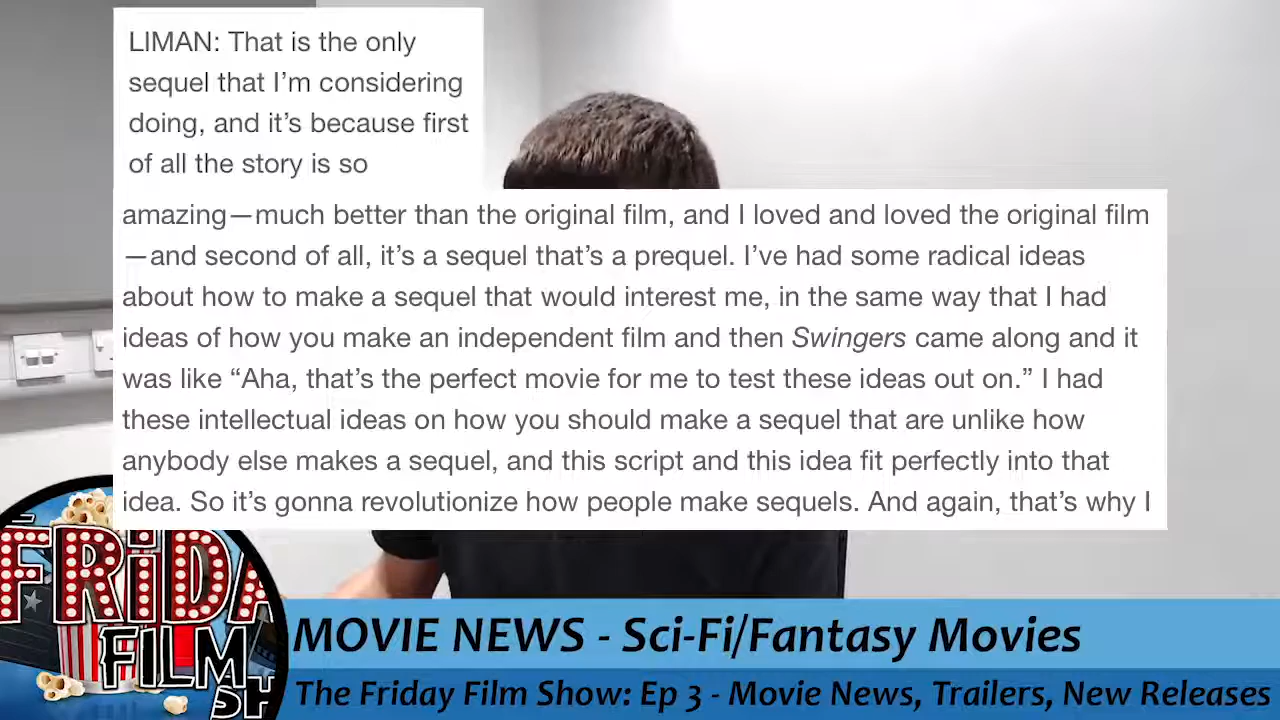 LIMAN: That is the only
sequel that I’m considering
doing, and it’s because first
of all the story is so
amazing—much better than the original film, and I loved and loved the original film
—and second of all, it’s a sequel that’s a prequel. I’ve had some radical ideas
about how to make a sequel that would interest me, in the same way that I had
ideas of how you make an independent film and then Swingers came along and it
was like “Aha, that’s the perfect movie for me to test these ideas out on.” I had
these intellectual ideas on how you should make a sequel that are unlike how
anybody else makes a sequel, and this script and this idea fit perfectly into that
idea. So it’s gonna revolutionize how people make sequels. And again, that’s why I
FRiDA
FILM
SH
MOVIE NEWS - Sci-Fi/Fantasy Movies
The Friday Film Show: Ep 3 - Movie News, Trailers, New Releases